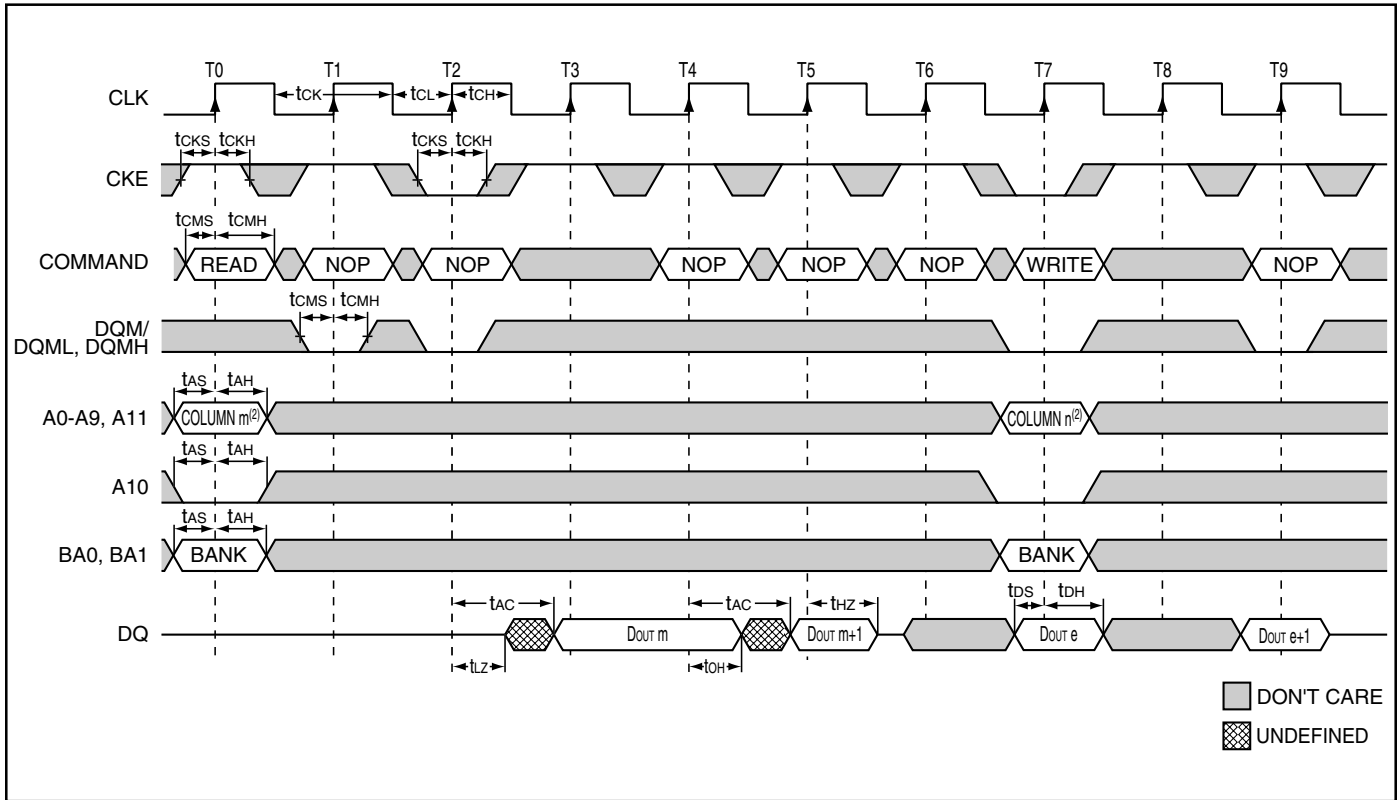 T0 T1 T2 T3 T4 T5 T6 T7 T8 T9
CLK
tCK tCL tCH
tCKS tCKH tCKS tCKH
CKE
tCMS tCMH
COMMAND READ NOP NOP NOP NOP NOP WRITE NOP
tCMS tCMH
DQM/
DQML, DQMH
tAS tAH
A0-A9, A11 COLUMN m(2) COLUMN n(2)
tAS tAH
A10
tAS tAH
BA0, BA1 BANK BANK
tAC tAC tHZ tDS tDH
DQ DOUT m DOUT m+1 DOUT e DOUT e+1
tLZ tOH
DON'T CARE
UNDEFINED